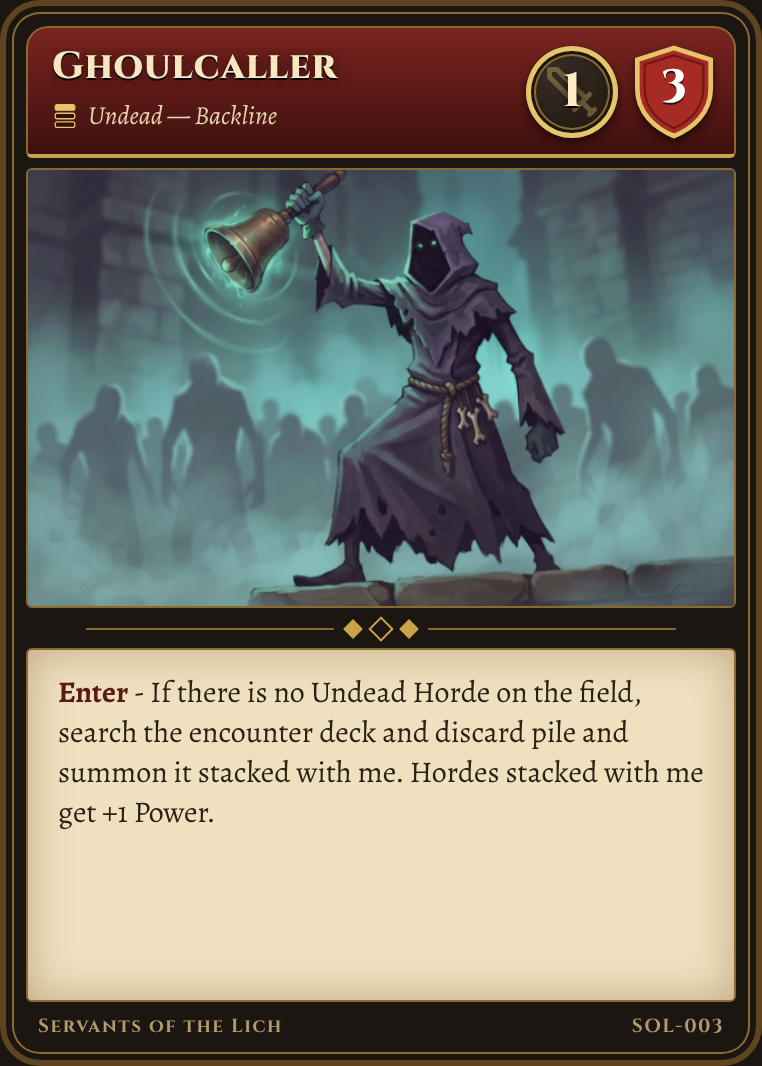 Ghoulcaller
1
3
Undead — Backline
Enter - If there is no Undead Horde on the field,
search the encounter deck and discard pile and
summon it stacked with me. Hordes stacked with me
get +1 Power.
Servants of the Lich
SOL-003